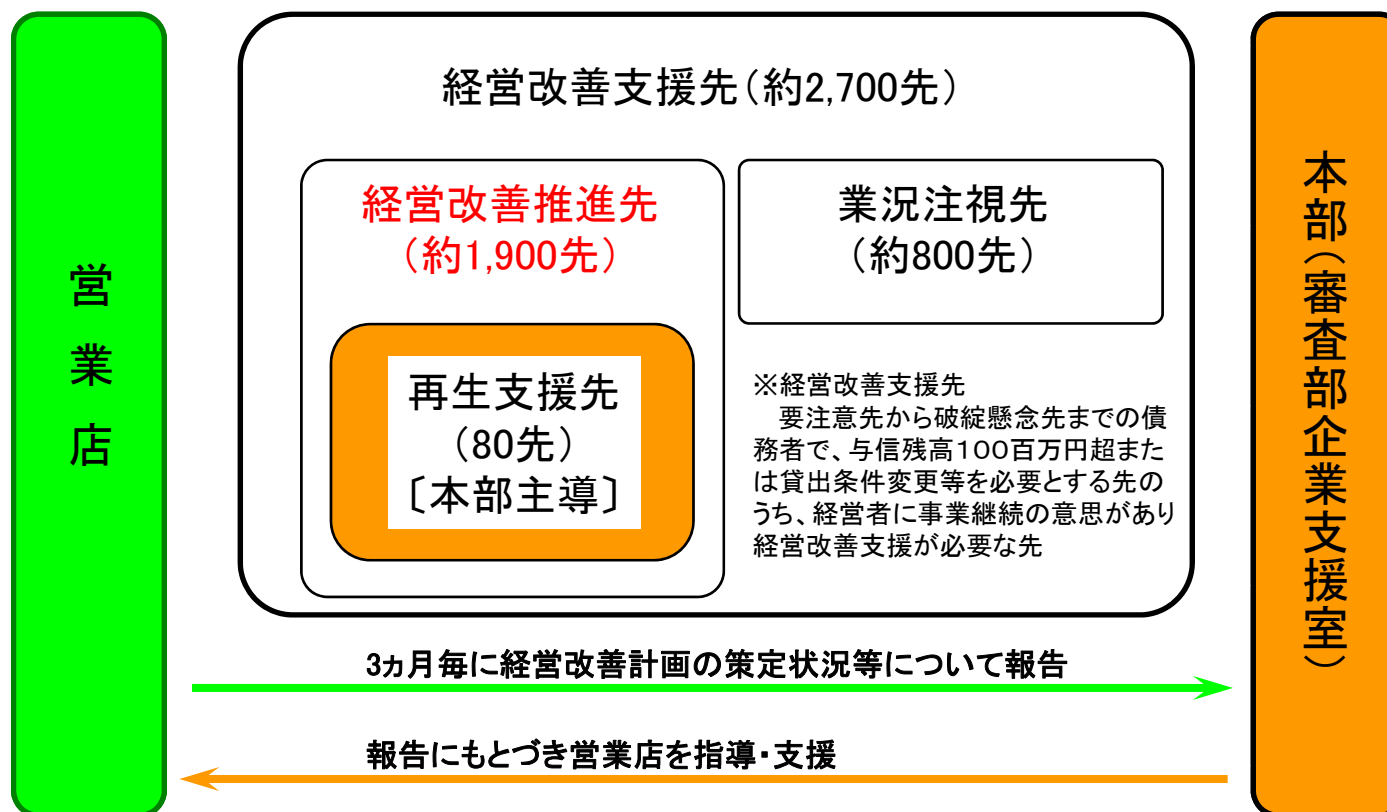 営業店
経営改善支援先(約2,700先)
経営改善推進先
(約1,900先)
業況注視先
(約800先)
再生支援先
(80先)
〔本部主導〕
※経営改善支援先
　要注意先から破綻懸念先までの債
務者で、与信残高１００百万円超また
は貸出条件変更等を必要とする先の
うち、経営者に事業継続の意思があり
経営改善支援が必要な先
本部(審査部企業支援室)
3ヵ月毎に経営改善計画の策定状況等について報告
報告にもとづき営業店を指導・支援